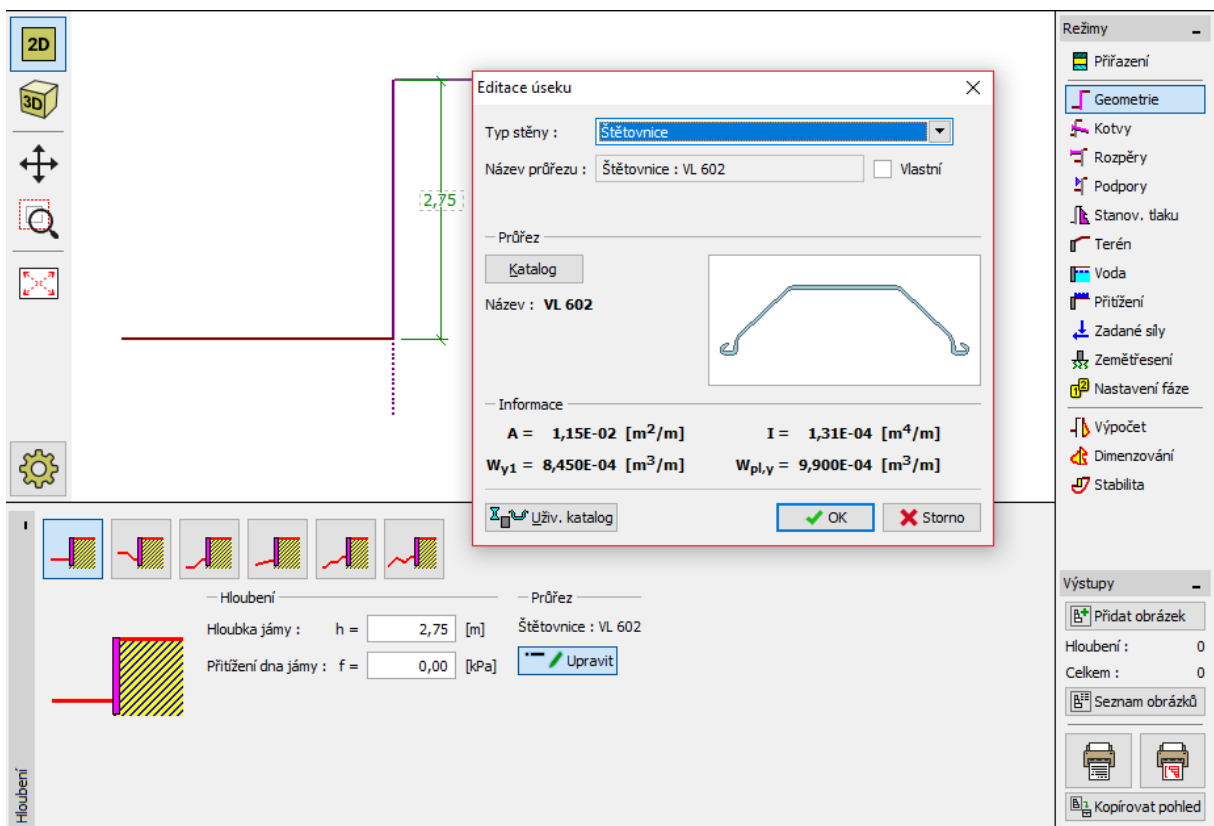 2D
3D
2,75
Editace úseku
Typ stěny :
Štětovnice
Název průřezu :
Štětovnice : VL 602
Vlastní
Průřez
Katalog
Název : VL 602
Informace
A = 1,15E-02 [m²/m]
I = 1,31E-04 [m⁴/m]
Wy1 = 8,450E-04 [m³/m]
Wpl,y = 9,900E-04 [m³/m]
Uživ. katalog
OK
Storno
Režimy
Přiřazení
Geometrie
Kotvy
Rozpěry
Podpory
Stanov. tlaku
Terén
Voda
Přitížení
Zadané síly
Zemětřesení
Nastavení fáze
Výpočet
Dimenzování
Stabilita
Hloubení
Hloubení
Hloubka jámy : h = 2,75 [m]
Přitížení dna jámy : f = 0,00 [kPa]
Průřez
Štětovnice : VL 602
Upravit
Výstupy
Přidat obrázek
Hloubení : 0
Celkem : 0
Seznam obrázků
Kopírovat pohled